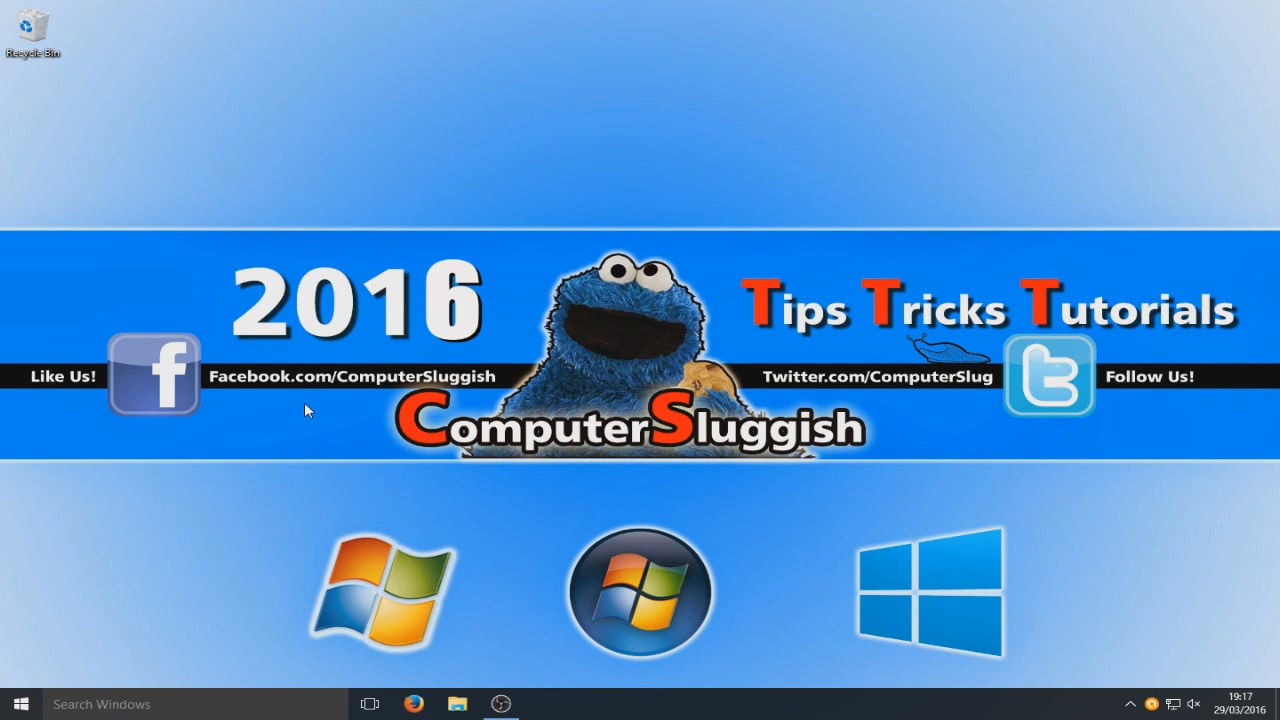 Recycle Bin
2016
Tips Tricks Tutorials
Like Us!
Facebook.com/ComputerSluggish
Twitter.com/ComputerSlug
Follow Us!
ComputerSluggish
Search Windows
19:17
29/03/2016